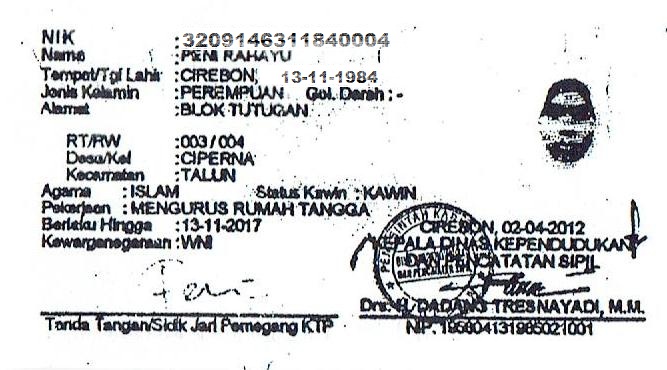 NIK : 3209146311840004
Nama : PENI RAHAYU
Tempat/Tgl Lahir : CIREBON, 13-11-1984
Jenis Kelamin : PEREMPUAN Gol. Darah : -
Alamat : BLOK TUTUGAN
RT/RW : 003 / 004
Desa/Kel : CIPERNA
Kecamatan : TALUN
Agama : ISLAM Status Kawin : KAWIN
Pekerjaan : MENGURUS RUMAH TANGGA
Berlaku Hingga : 13-11-2017
Kewarganegaraan : WNI
CIREBON, 02-04-2012
KEPALA DINAS KEPENDUDUKAN
DAN PENCATATAN SIPIL
Drs. H. DADANG TRESNAYADI, M.M.
NIP. 195804131985021001
Tanda Tangan/Sidik Jari Pemegang KTP